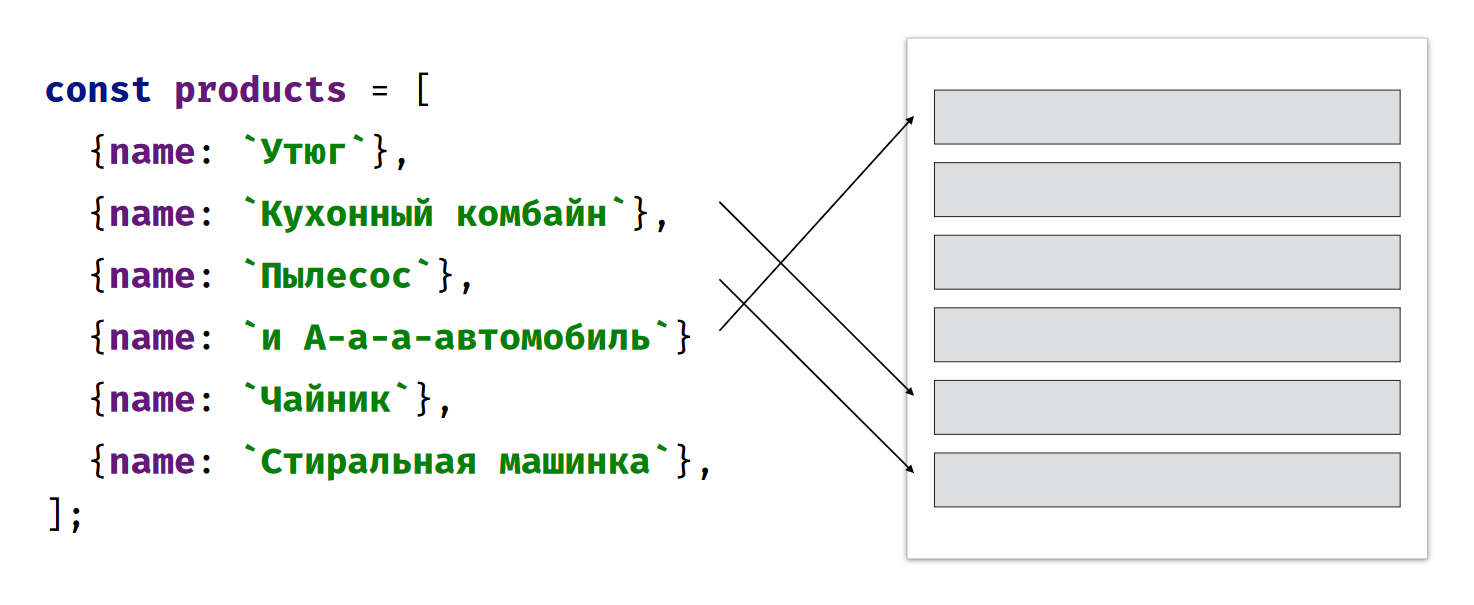 const products = [
{name: `Утюг`},
{name: `Кухонный комбайн`},
{name: `Пылесос`},
{name: `и А-а-а-автомобиль`}
{name: `Чайник`},
{name: `Стиральная машинка`},
];